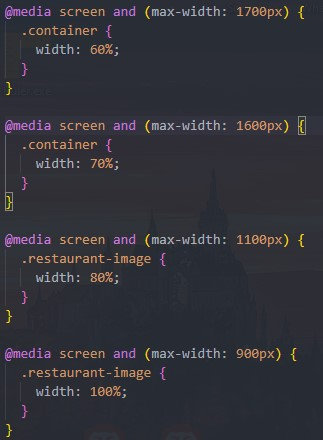 @media screen and (max-width: 1700px) {
  .container {
    width: 60%;
  }
}
@media screen and (max-width: 1600px) {
  .container {
    width: 70%;
  }
}
@media screen and (max-width: 1100px) {
  .restaurant-image {
    width: 80%;
  }
}
@media screen and (max-width: 900px) {
  .restaurant-image {
    width: 100%;
  }
}